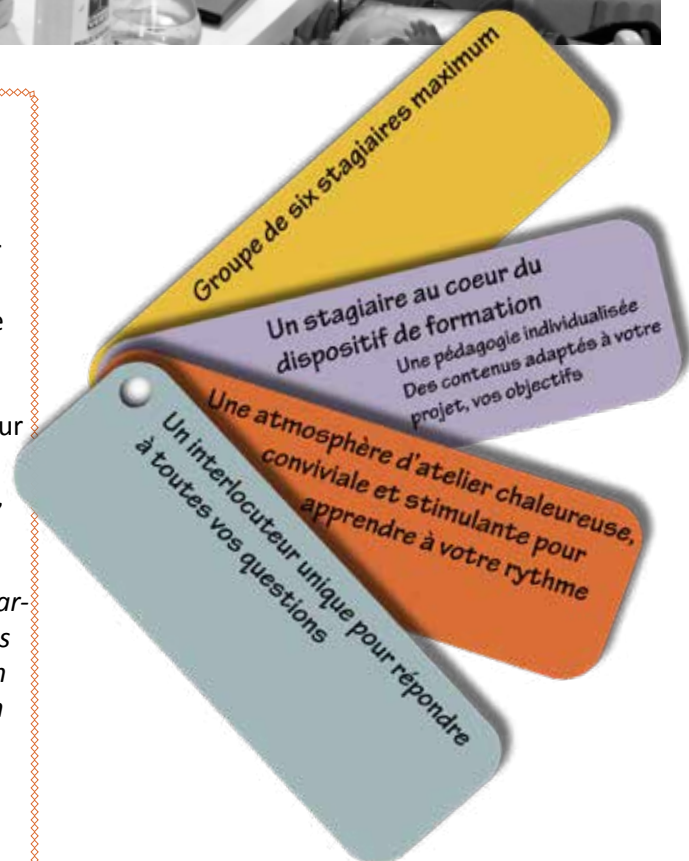 Groupe de six stagiaires maximum
Un stagiaire au coeur du
dispositif de formation
Une pédagogie individualisée
Des contenus adaptés à votre
projet, vos objectifs
Une atmosphère d'atelier chaleureuse,
conviviale et stimulante pour
apprendre à votre rythme
Un interlocuteur unique pour répondre
à toutes vos questions